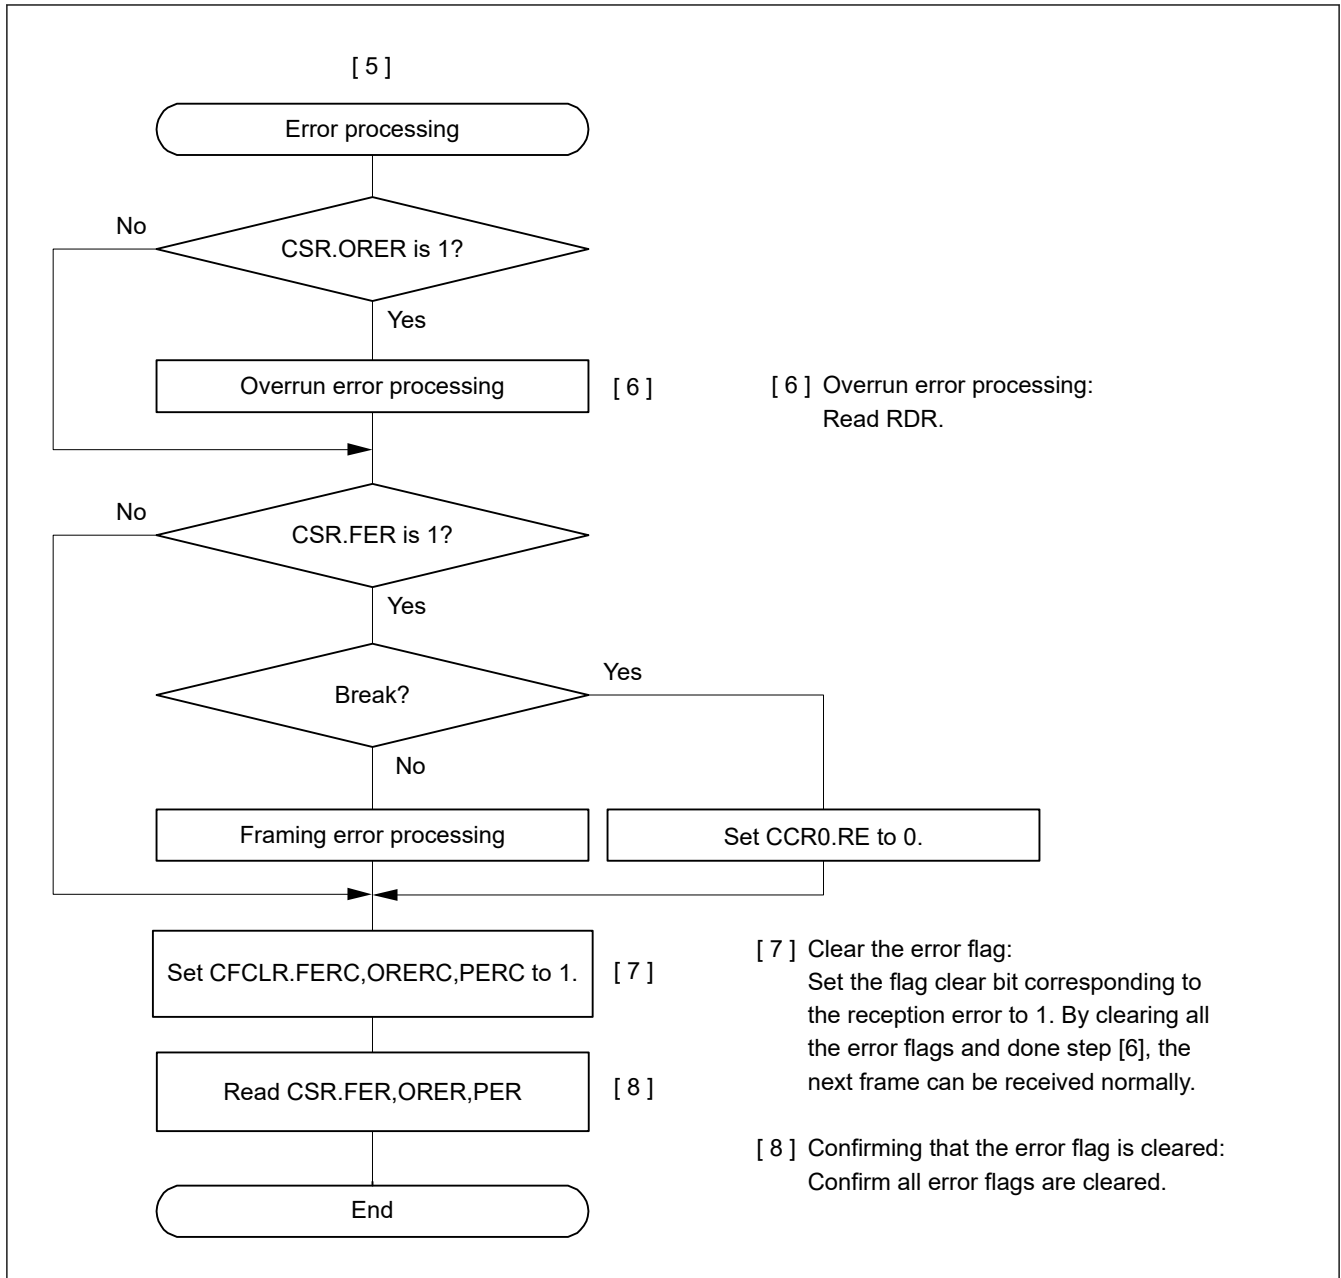 [ 5 ]
Error processing
No
CSR.ORER is 1?
Yes
Overrun error processing
[ 6 ]
[ 6 ] Overrun error processing:
Read RDR.
No
CSR.FER is 1?
Yes
Yes
Break?
No
Framing error processing
Set CCR0.RE to 0.
Set CFCLR.FERC,ORERC,PERC to 1.
[ 7 ]
[ 7 ] Clear the error flag:
Set the flag clear bit corresponding to
the reception error to 1. By clearing all
the error flags and done step [6], the
next frame can be received normally.
Read CSR.FER,ORER,PER
[ 8 ]
[ 8 ] Confirming that the error flag is cleared:
Confirm all error flags are cleared.
End